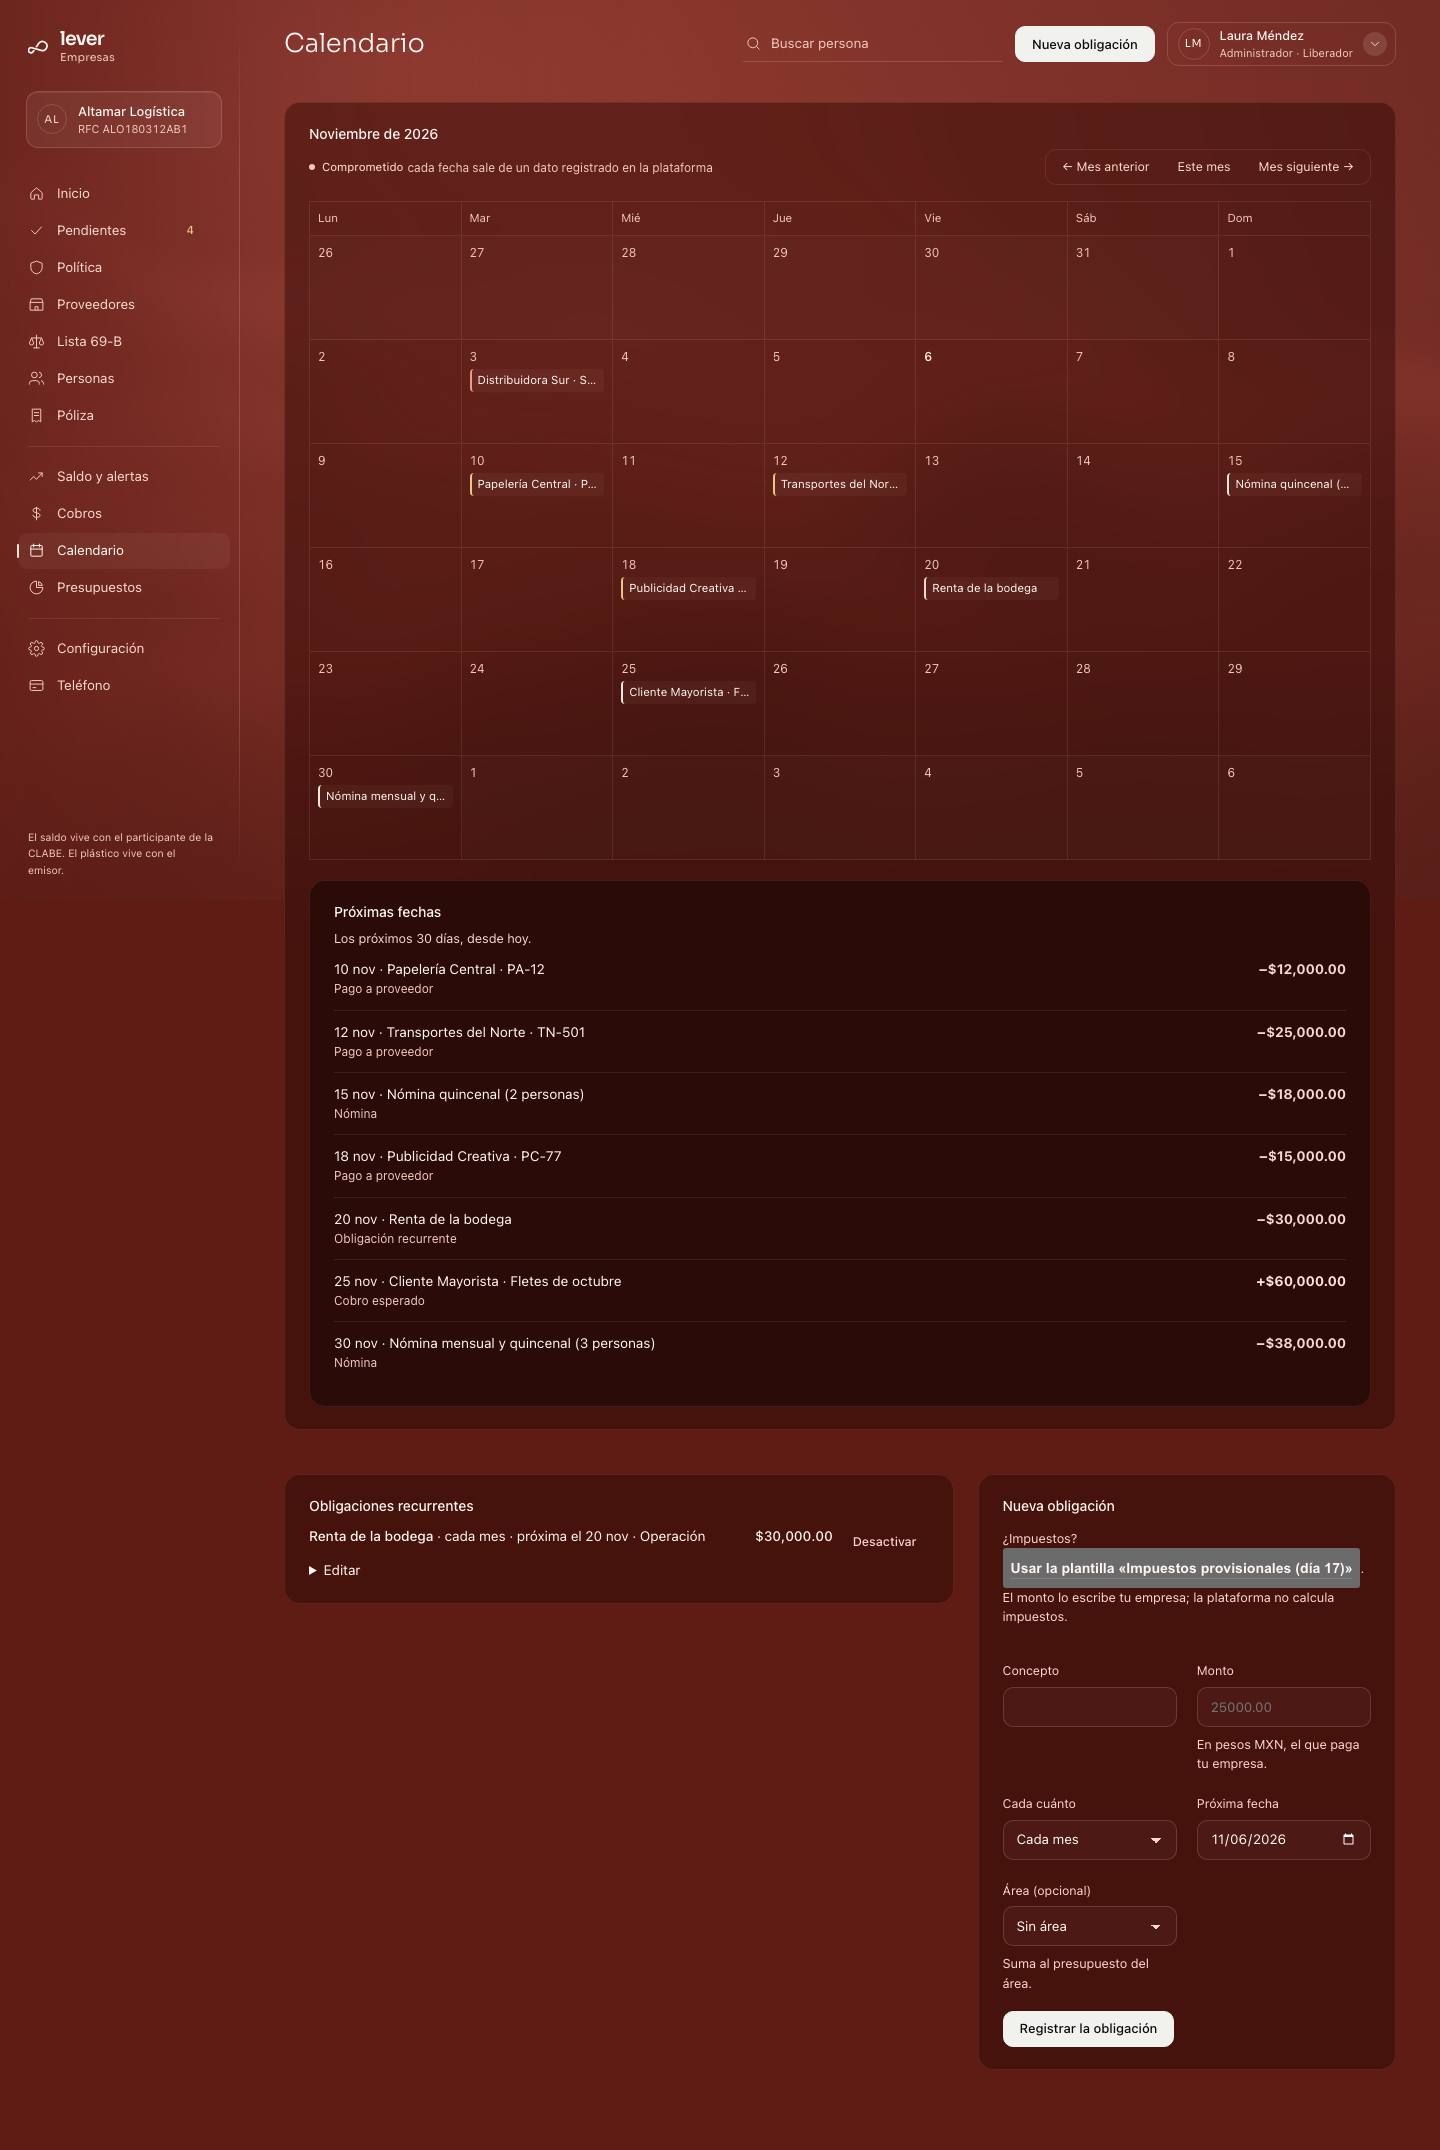 lever
Empresas
AL
Altamar Logística
RFC ALO180312AB1
Inicio
Pendientes 4
Política
Proveedores
Lista 69-B
Personas
Póliza
Saldo y alertas
Cobros
Calendario
Presupuestos
Configuración
Teléfono
El saldo vive con el participante de la
CLABE. El plástico vive con el
emisor.
Calendario
Buscar persona
Nueva obligación
LM
Laura Méndez
Administrador · Liberador
Noviembre de 2026
Comprometido cada fecha sale de un dato registrado en la plataforma
← Mes anterior Este mes Mes siguiente →
Lun Mar Mié Jue Vie Sáb Dom
26 27 28 29 30 31 1
2 3 4 5 6 7 8
Distribuidora Sur · S...
9 10 11 12 13 14 15
Papelería Central · P... Transportes del Nor... Nómina quincenal (...
16 17 18 19 20 21 22
Publicidad Creativa ... Renta de la bodega
23 24 25 26 27 28 29
Cliente Mayorista · F...
30 1 2 3 4 5 6
Nómina mensual y q...
Próximas fechas
Los próximos 30 días, desde hoy.
10 nov · Papelería Central · PA-12 −$12,000.00
Pago a proveedor
12 nov · Transportes del Norte · TN-501 −$25,000.00
Pago a proveedor
15 nov · Nómina quincenal (2 personas) −$18,000.00
Nómina
18 nov · Publicidad Creativa · PC-77 −$15,000.00
Pago a proveedor
20 nov · Renta de la bodega −$30,000.00
Obligación recurrente
25 nov · Cliente Mayorista · Fletes de octubre +$60,000.00
Cobro esperado
30 nov · Nómina mensual y quincenal (3 personas) −$38,000.00
Nómina
Obligaciones recurrentes
Renta de la bodega · cada mes · próxima el 20 nov · Operación $30,000.00 Desactivar
Editar
Nueva obligación
¿Impuestos?
Usar la plantilla «Impuestos provisionales (día 17)» .
El monto lo escribe tu empresa; la plataforma no calcula
impuestos.
Concepto Monto
25000.00
En pesos MXN, el que paga
tu empresa.
Cada cuánto Próxima fecha
Cada mes 11/06/2026
Área (opcional)
Sin área
Suma al presupuesto del
área.
Registrar la obligación